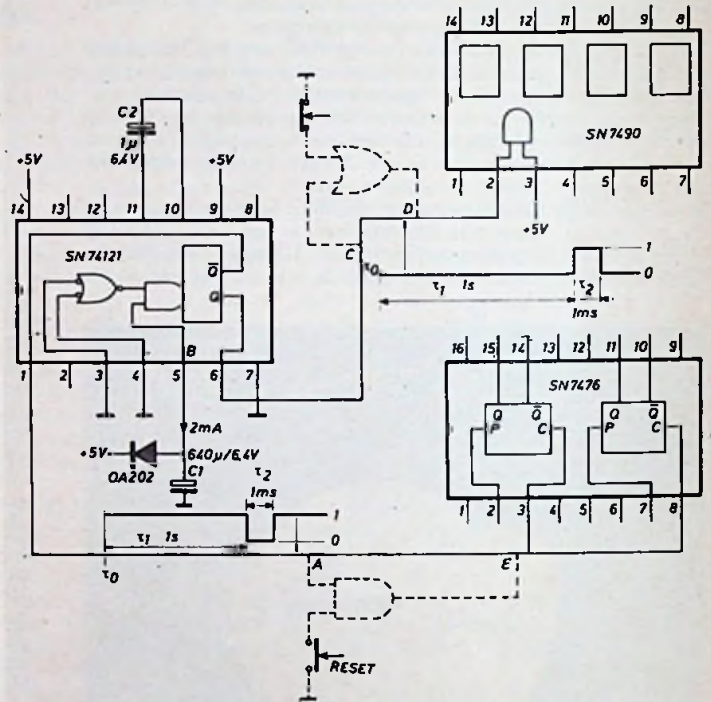 14 13 12 11 10 9 8
SN7490
1 2 3 4 5 6 7
+5V
C2
1µ
6,4V
+5V
+5V
14 13 12 11 10 9 8
SN74121
Q̅
Q
B
1 2 3 4 5 6 7
D
C
τ0
τ1 1s
τ2
1ms
1
0
16 15 14 13 12 11 10 9
SN7476
Q Q̅
P C
Q Q̅
P C
1 2 3 4 5 6 7 8
2mA
+5V
OA202
640µ/6,4V
C1
τ2
1ms
1
0
τ1 1s
τ0
A
E
RESET